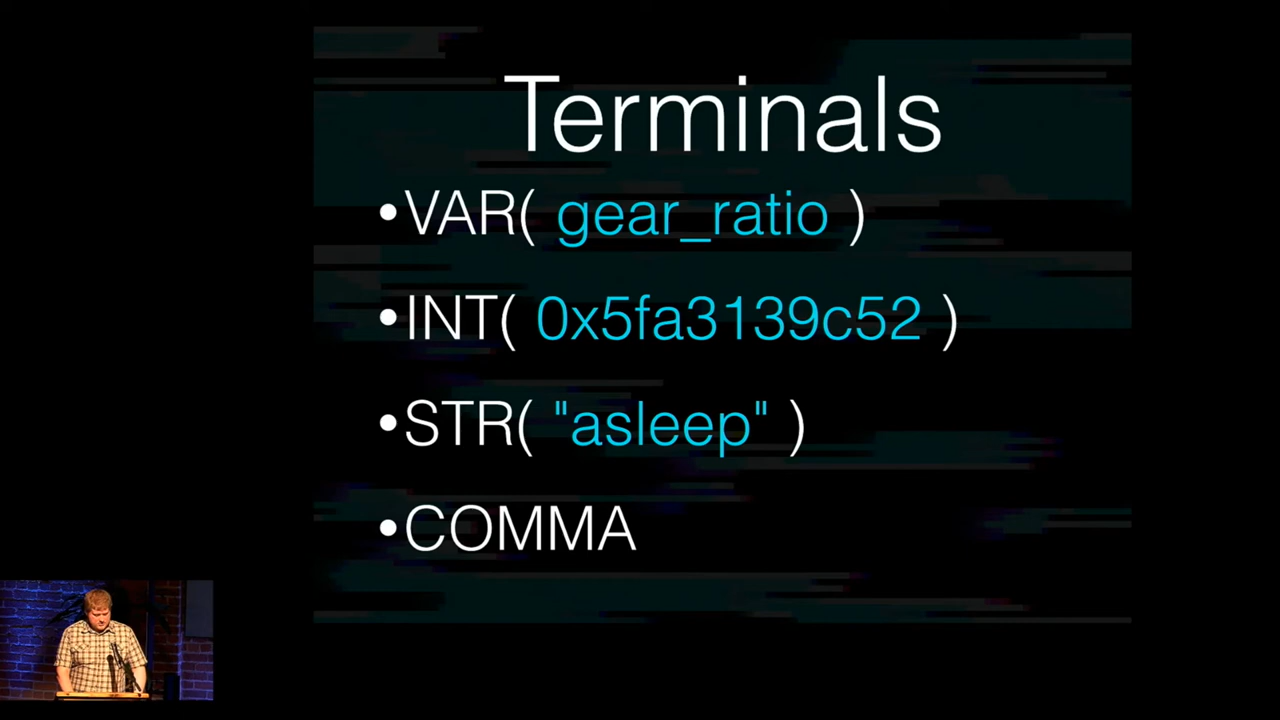 Terminals
•VAR( gear_ratio )
•INT( 0x5fa3139c52 )
•STR( "asleep" )
•COMMA